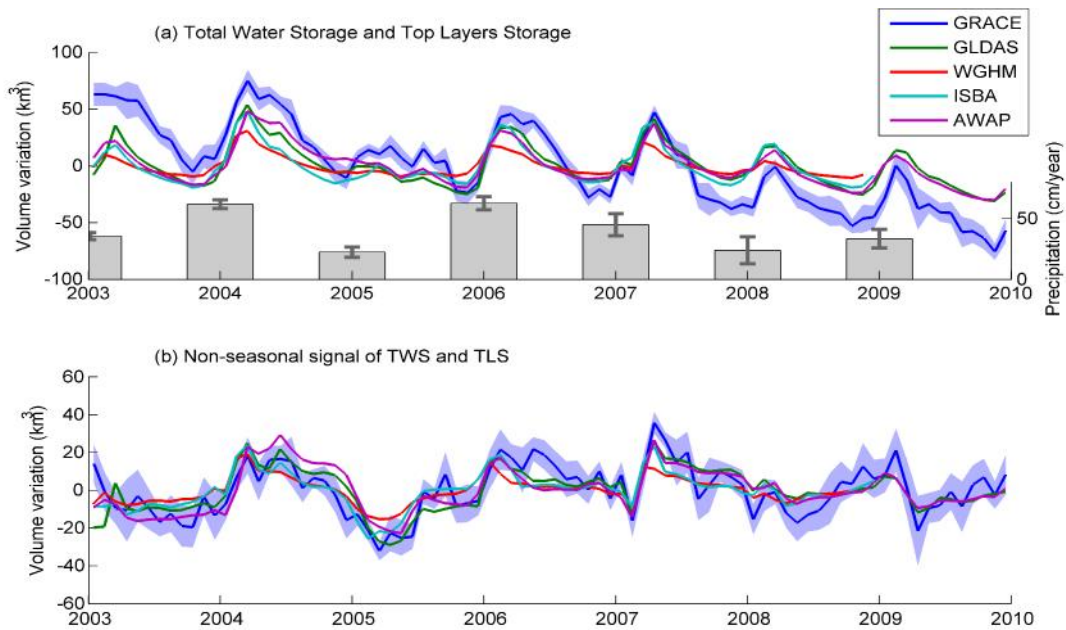 (a) Total Water Storage and Top Layers Storage
GRACE
GLDAS
WGHM
ISBA
AWAP
Volume variation (km3)
100
50
0
-50
-100
50
0
Precipitation (cm/year)
2003 2004 2005 2006 2007 2008 2009 2010
(b) Non-seasonal signal of TWS and TLS
Volume variation (km3)
60
40
20
0
-20
-40
-60
2003 2004 2005 2006 2007 2008 2009 2010